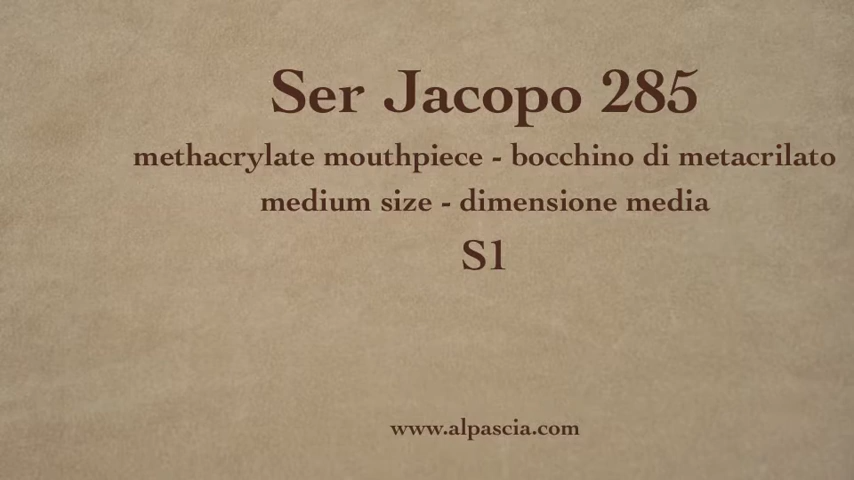 Ser Jacopo 285
methacrylate mouthpiece - bocchino di metacrilato
medium size - dimensione media
S1
www.alpascia.com